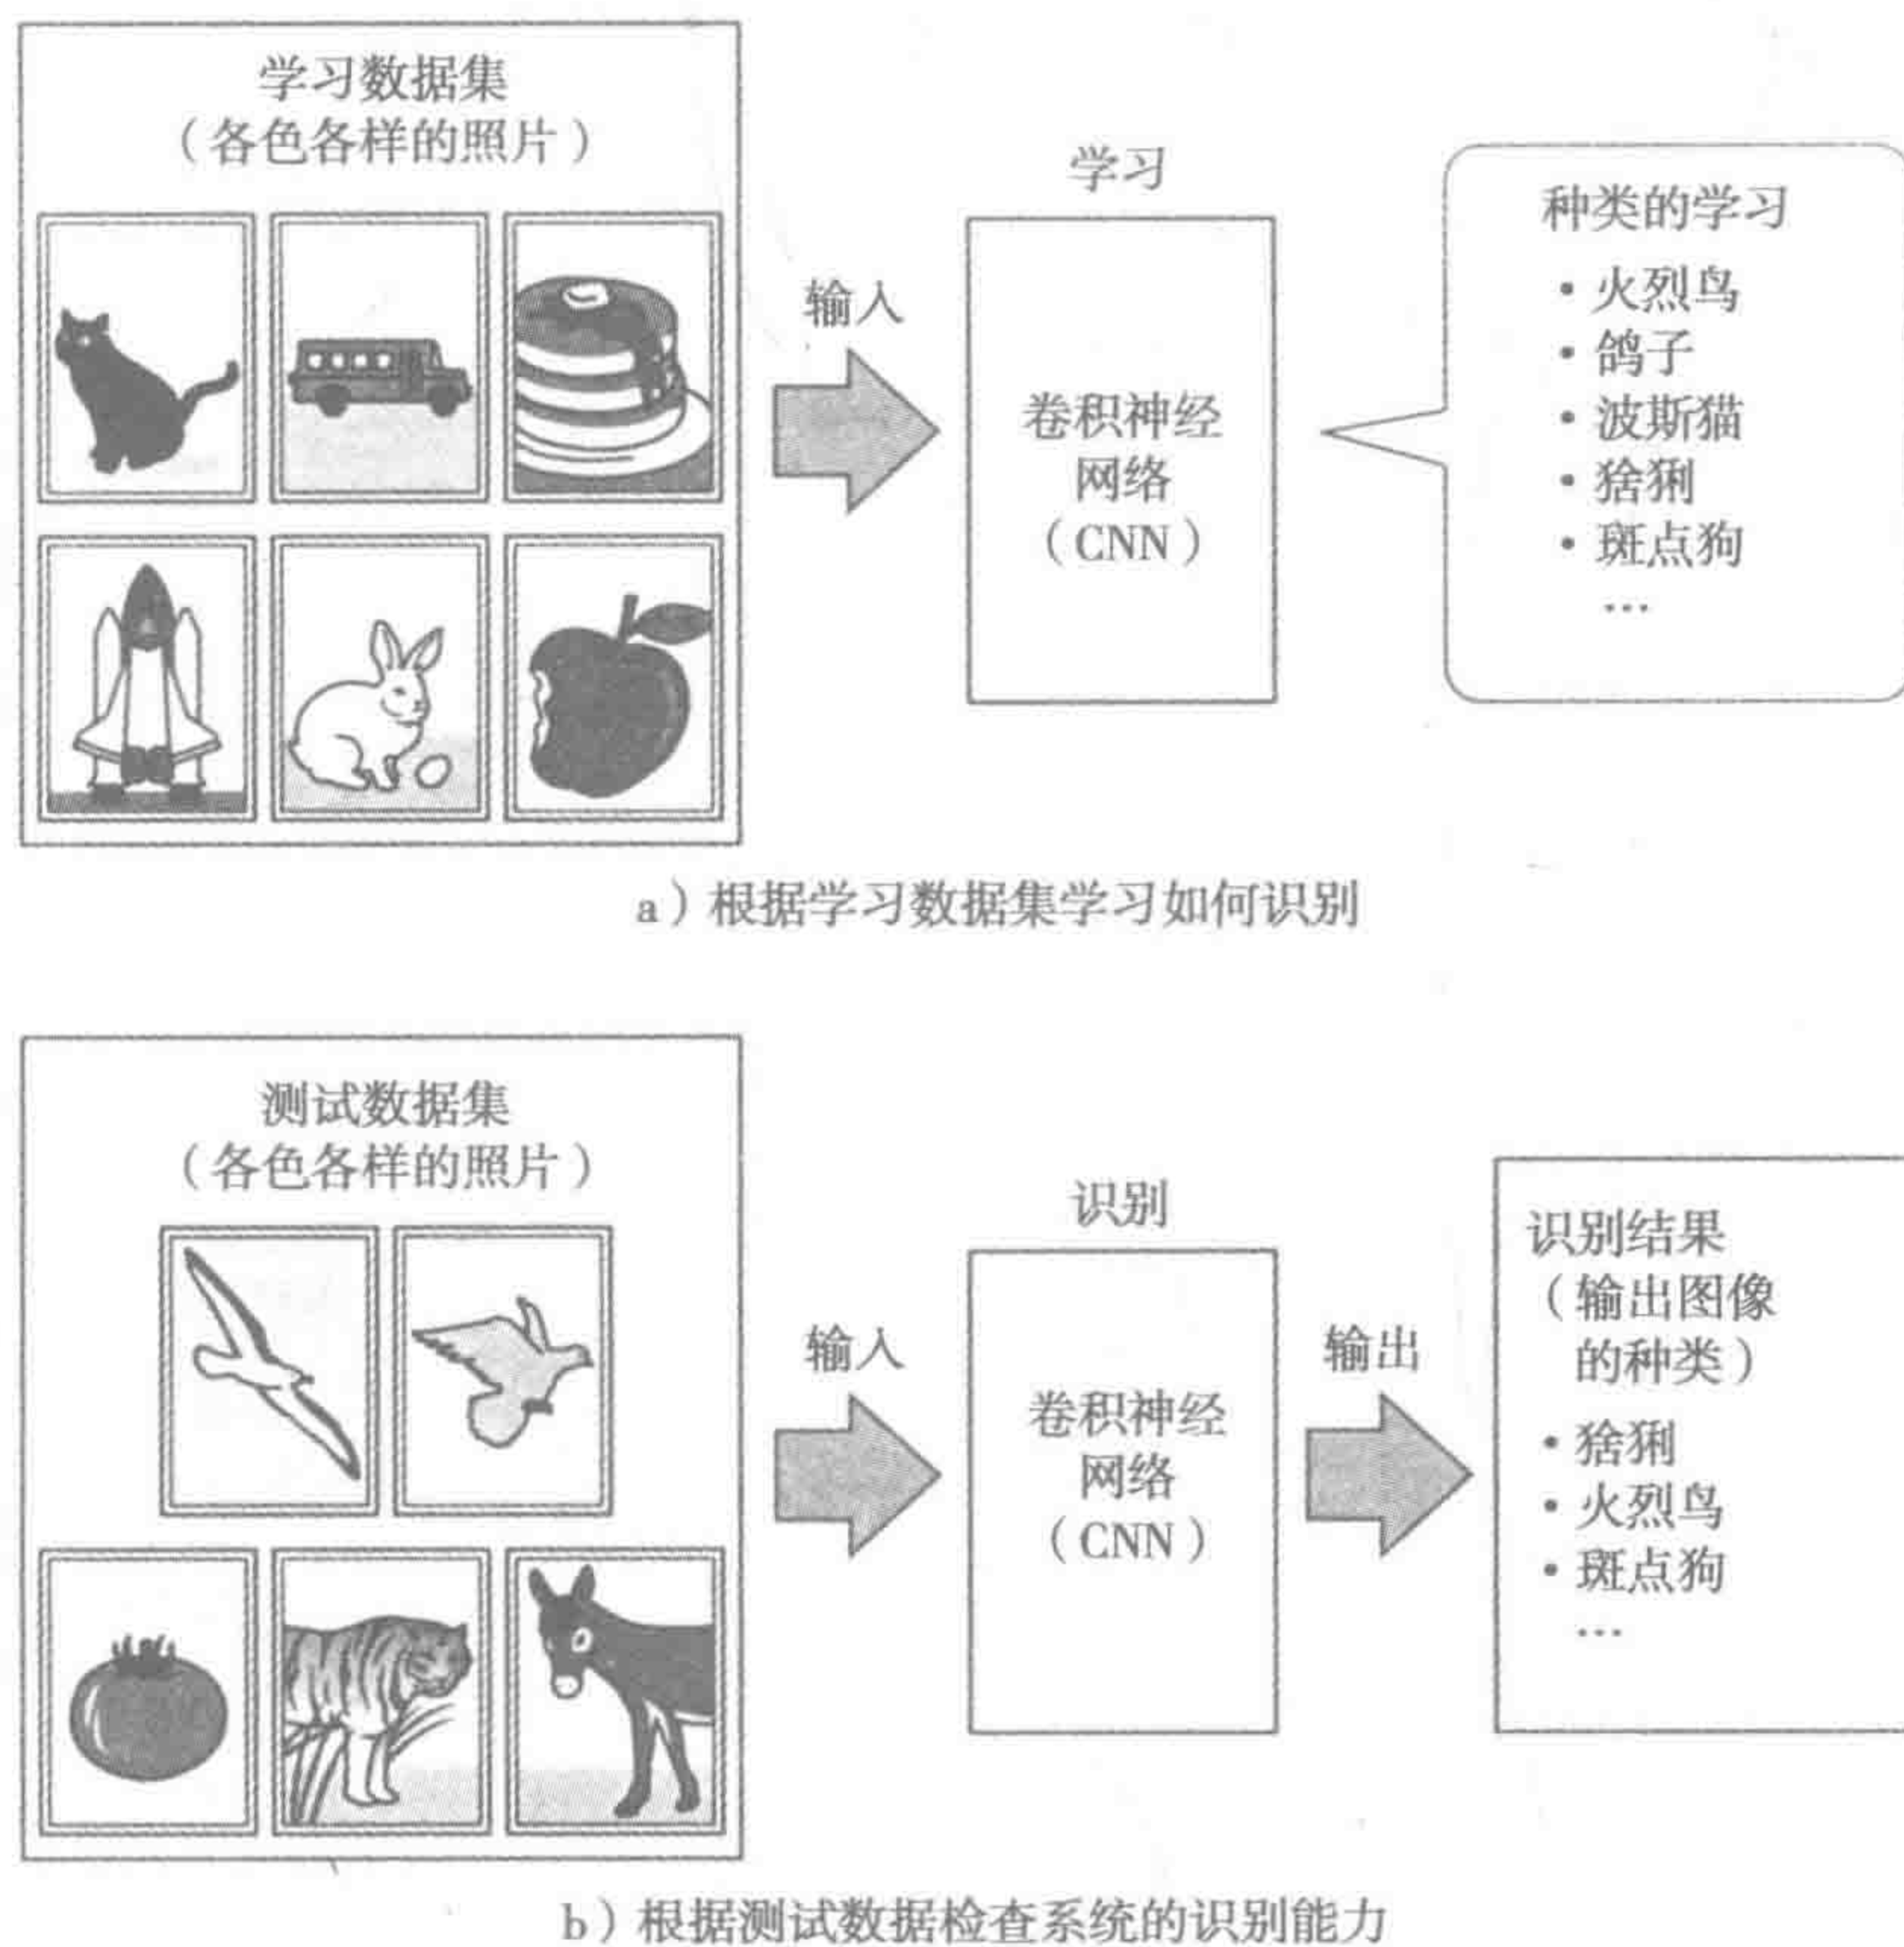 学习数据集
（各色各样的照片）
输入
学习
卷积神经
网络
（CNN）
种类的学习
・火烈鸟
・鸽子
・波斯猫
・猞猁
・斑点狗
…
a）根据学习数据集学习如何识别
测试数据集
（各色各样的照片）
输入
识别
卷积神经
网络
（CNN）
输出
识别结果
（输出图像
的种类）
・猞猁
・火烈鸟
・斑点狗
…
b）根据测试数据检查系统的识别能力